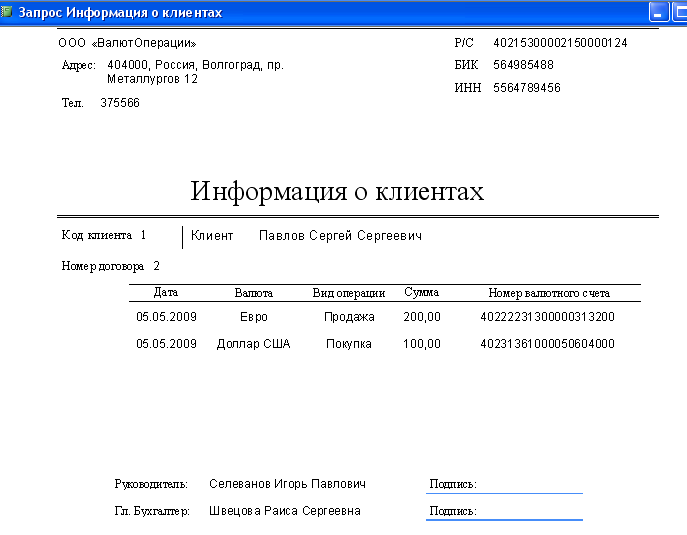 Запрос Информация о клиентах
ООО «ВалютОперации» Р/С 40215300002150000124
Адрес: 404000, Россия, Волгоград, пр. БИК 564985488
Металлургов 12
ИНН 5564789456
Тел. 375566
Информация о клиентах
Код клиента 1 Клиент Павлов Сергей Сергеевич
Номер договора 2
Дата Валюта Вид операции Сумма Номер валютного счета
05.05.2009 Евро Продажа 200,00 40222231300000313200
05.05.2009 Доллар США Покупка 100,00 40231361000050604000
Руководитель: Селеванов Игорь Павлович Подпись:
Гл. Бухгалтер: Швецова Раиса Сергеевна Подпись: